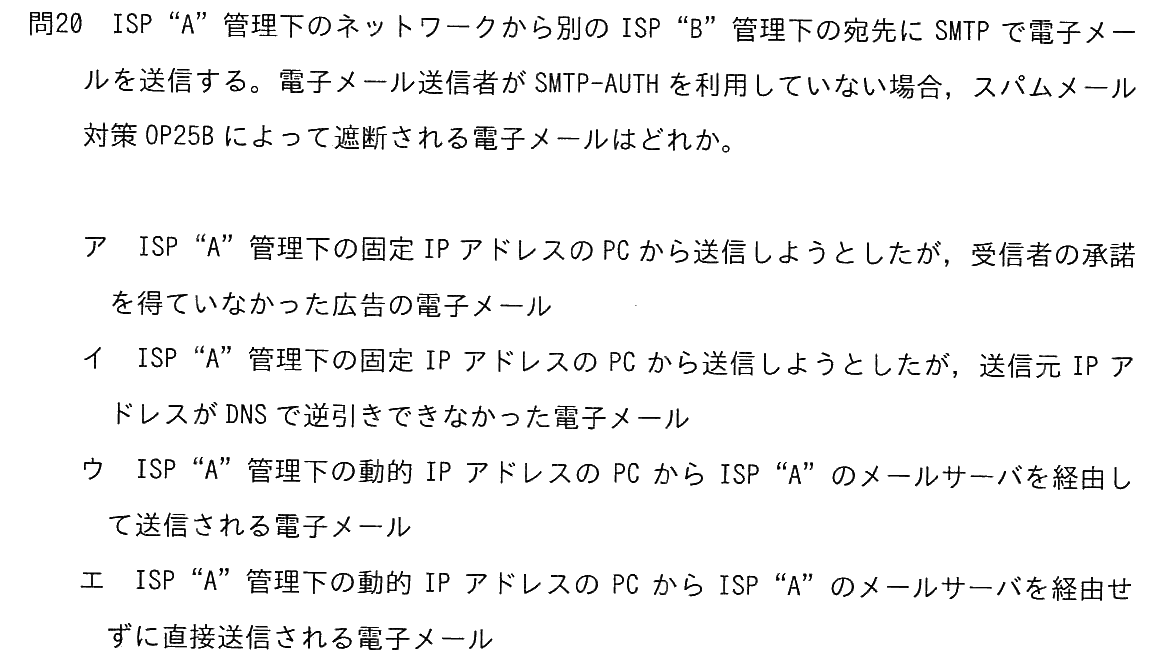 問20 ISP “A” 管理下のネットワークから別の ISP “B” 管理下の宛先に SMTP で電子メー
ルを送信する。電子メール送信者が SMTP-AUTH を利用していない場合，スパムメール
対策 OP25B によって遮断される電子メールはどれか。
ア ISP “A” 管理下の固定 IP アドレスの PC から送信しようとしたが，受信者の承諾
を得ていなかった広告の電子メール
イ ISP “A” 管理下の固定 IP アドレスの PC から送信しようとしたが，送信元 IP ア
ドレスが DNS で逆引きできなかった電子メール
ウ ISP “A” 管理下の動的 IP アドレスの PC から ISP “A” のメールサーバを経由し
て送信される電子メール
エ ISP “A” 管理下の動的 IP アドレスの PC から ISP “A” のメールサーバを経由せ
ずに直接送信される電子メール